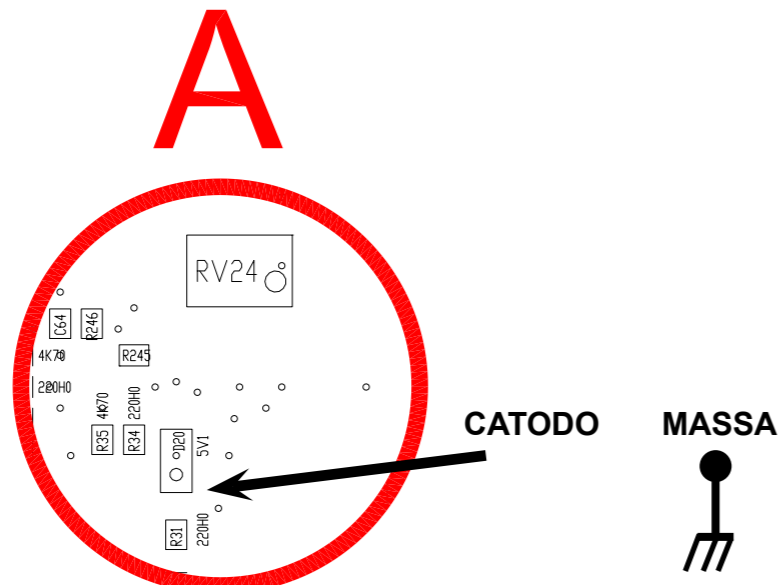 A
RV24
C64
R246
4K70
R245
220H0
4K70
220H0
R35
R34
D20
5V1
CATODO
MASSA
R31
220H0